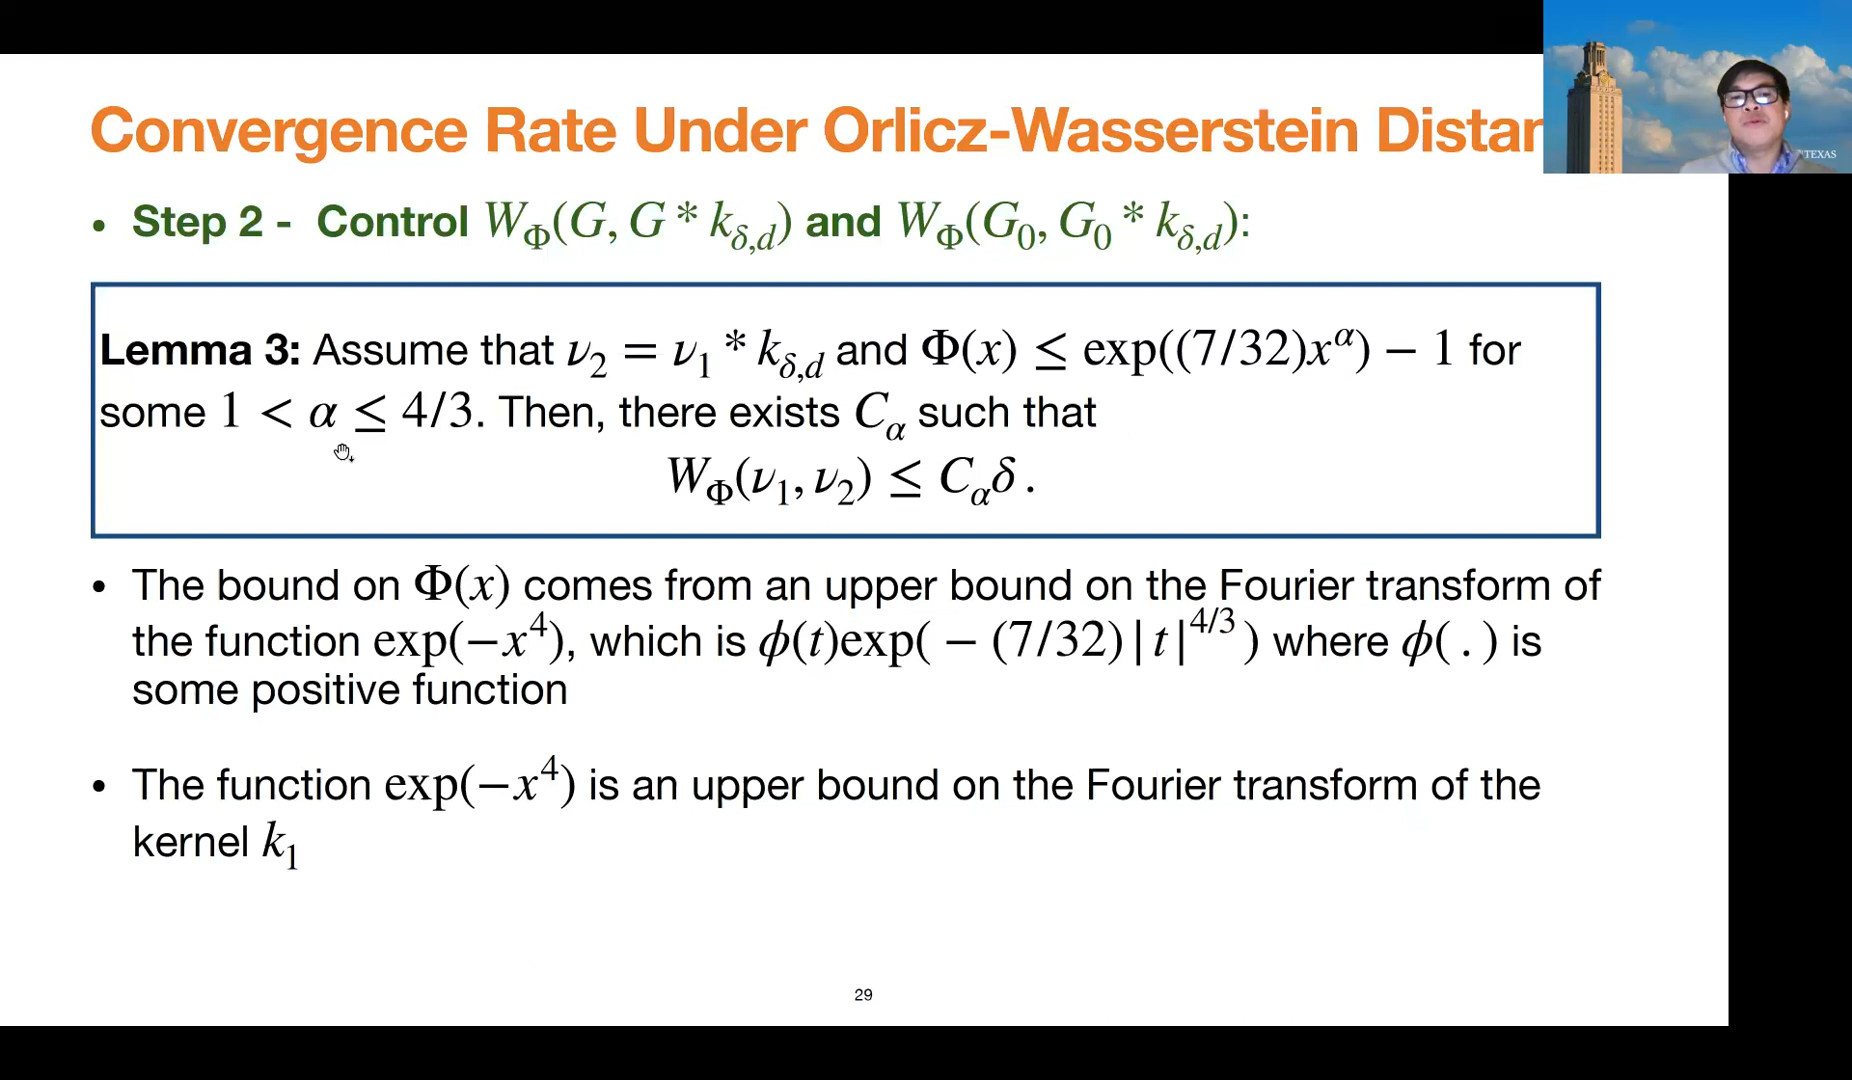 Convergence Rate Under Orlicz-Wasserstein Distan
TEXAS
• Step 2 - Control W_Φ(G, G * k_{δ,d}) and W_Φ(G_0, G_0 * k_{δ,d}):
Lemma 3: Assume that ν_2 = ν_1 * k_{δ,d} and Φ(x) ≤ exp((7/32)x^α) − 1 for
some 1 < α ≤ 4/3. Then, there exists C_α such that
W_Φ(ν_1, ν_2) ≤ C_α δ .
• The bound on Φ(x) comes from an upper bound on the Fourier transform of
the function exp(−x^4), which is ϕ(t)exp( − (7/32) | t |^{4/3} ) where ϕ( . ) is
some positive function
• The function exp(−x^4) is an upper bound on the Fourier transform of the
kernel k_1
29